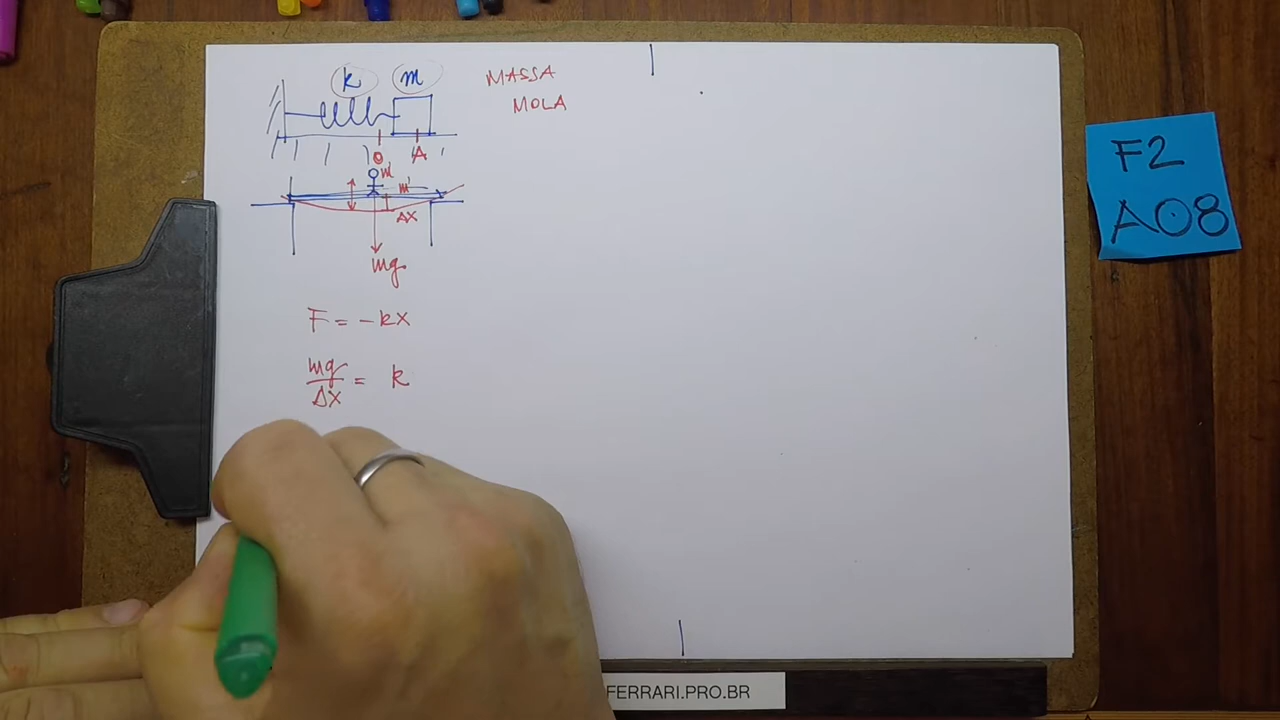 k m MASSA
MOLA
O A
m
m
ΔX
mg
F = -kx
mg/ΔX = k
F2
A08
FERRARI.PRO.BR